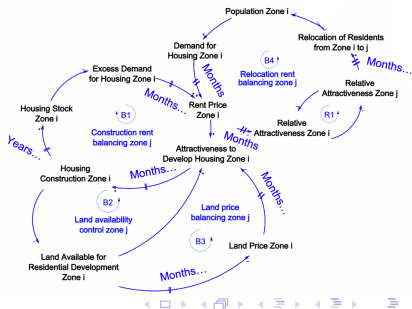 Population Zone i
Demand for
Housing Zone i
Relocation of Residents
from Zone i to j
B4
Relocation rent
balancing zone j
Months...
Excess Demand
for Housing Zone i
Months
Months...
Relative
Attractiveness Zone j
Housing Stock
Zone i
B1
Rent Price
Zone i
R1
Construction rent
balancing zone j
Relative
Attractiveness Zone i
Months
Years...
Attractiveness to
Develop Housing Zone i
Housing
Construction Zone i
Months...
Months
B2
Land availability
control zone j
Land price
balancing zone j
B3
Land Price Zone i
Land Available for
Residential Development
Zone i
Months...